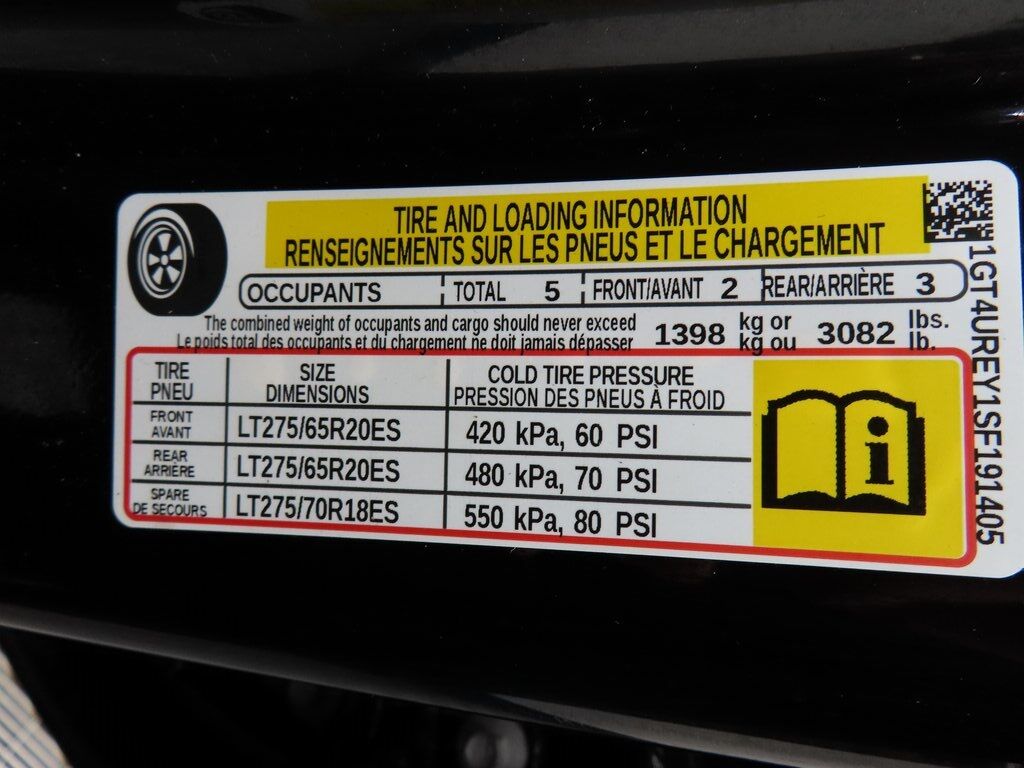 TIRE AND LOADING INFORMATION
RENSEIGNEMENTS SUR LES PNEUS ET LE CHARGEMENT
OCCUPANTS TOTAL 5 FRONT/AVANT 2 REAR/ARRIÈRE 3
The combined weight of occupants and cargo should never exceed 1398 kg or 3082 lbs.
Le poids total des occupants et du chargement ne doit jamais dépasser kg ou lb.
TIRE SIZE COLD TIRE PRESSURE
PNEU DIMENSIONS PRESSION DES PNEUS À FROID
FRONT
AVANT LT275/65R20ES 420 kPa, 60 PSI
REAR
ARRIÈRE LT275/65R20ES 480 kPa, 70 PSI
SPARE
DE SECOURS LT275/70R18ES 550 kPa, 80 PSI
i
1GT4UREY1SF191405